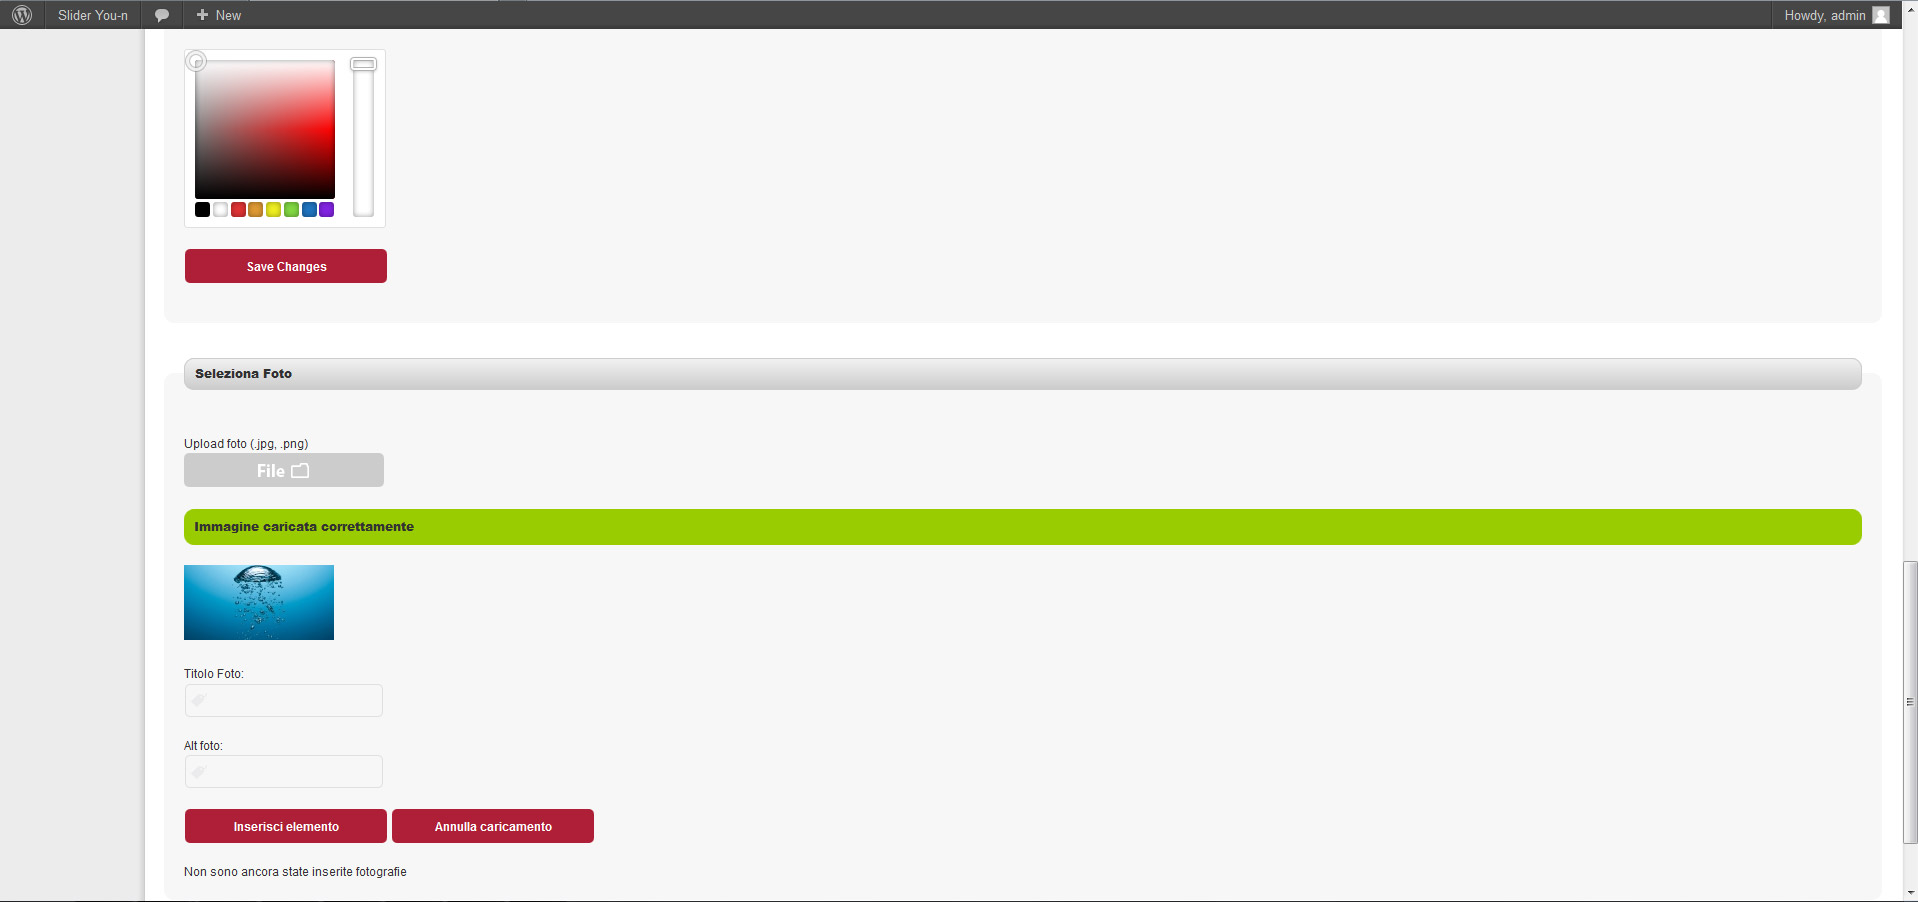 Slider You-n
New
Howdy, admin
Save Changes
Seleziona Foto
Upload foto (.jpg, .png)
File
Immagine caricata correttamente
Titolo Foto:
Alt foto:
Inserisci elemento
Annulla caricamento
Non sono ancora state inserite fotografie